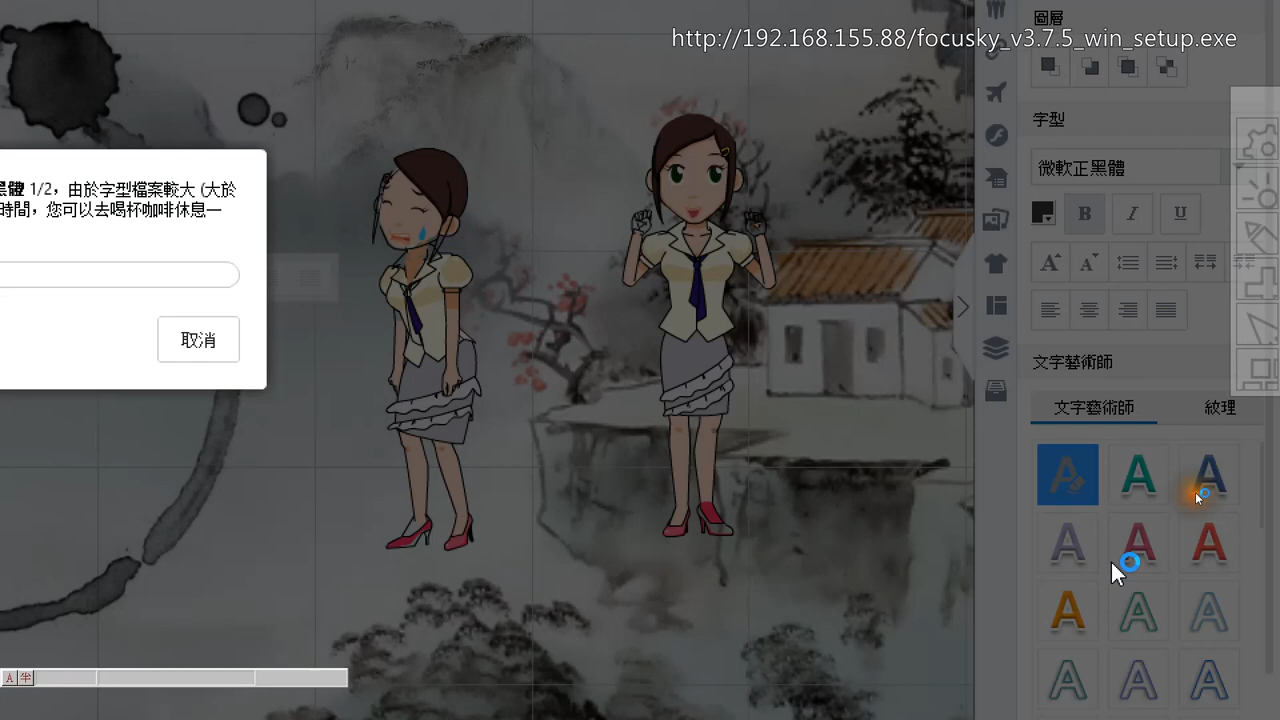 圖層
http://192.168.155.88/focusky_v3.7.5_win_setup.exe
字型
黑體 1/2，由於字型檔案較大 (大於
時間，您可以去喝杯咖啡休息一
取消
微軟正黑體
B I U
文字藝術師
文字藝術師 紋理
A 半